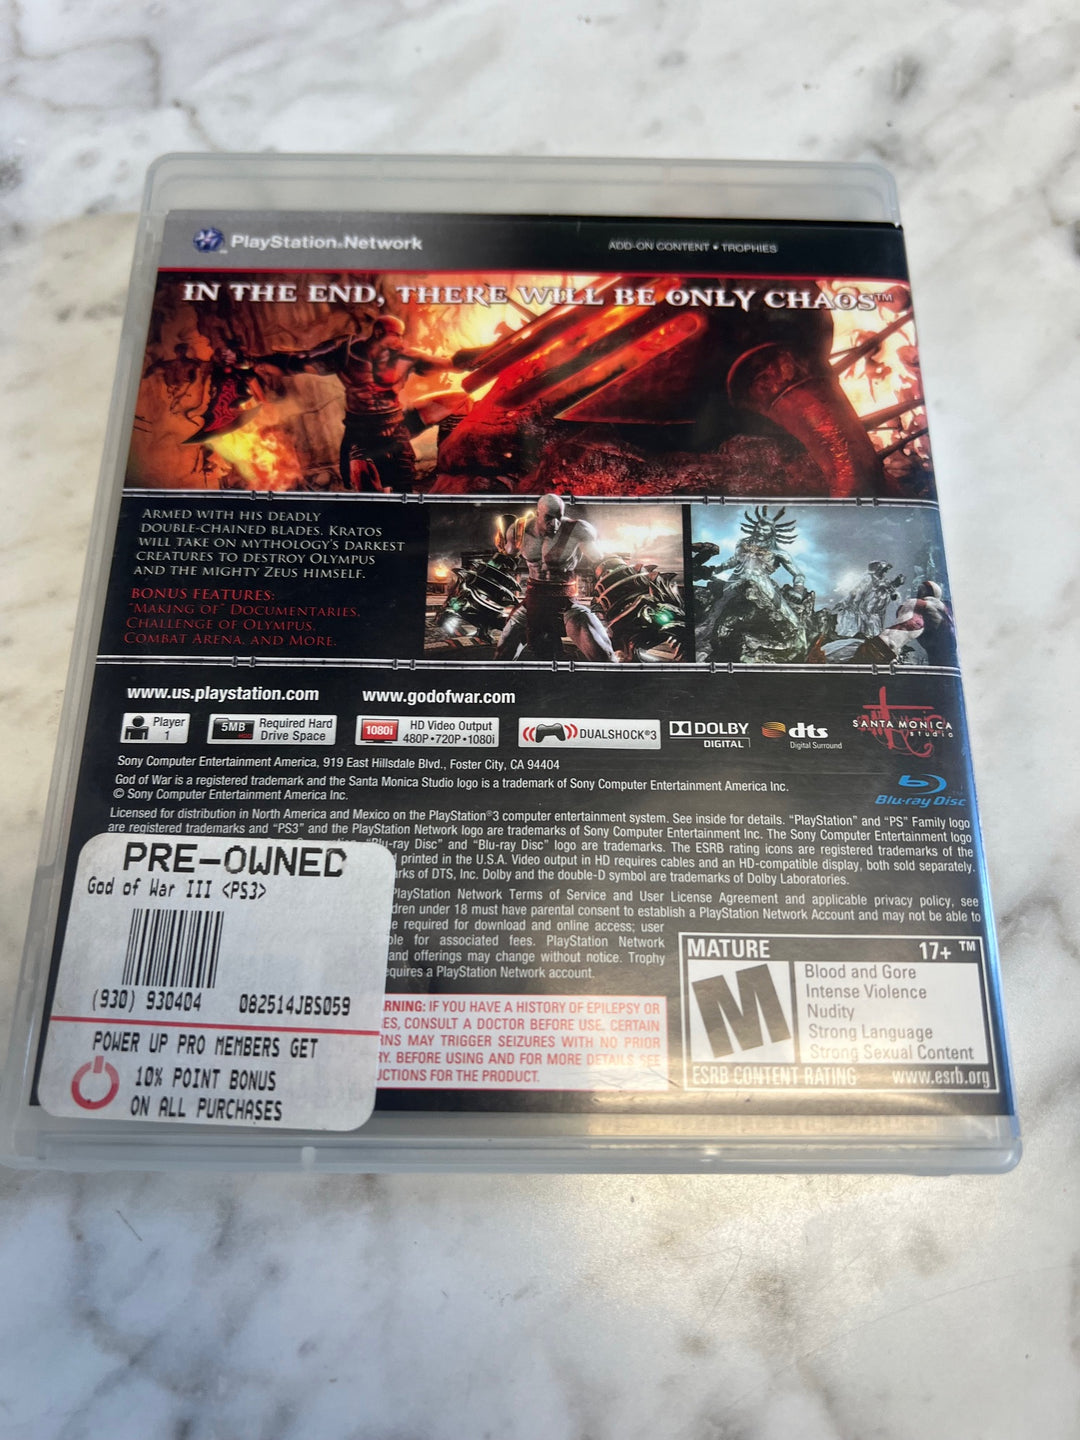 PlayStation®Network
ADD-ON CONTENT • TROPHIES
IN THE END, THERE WILL BE ONLY CHAOS™
ARMED WITH HIS DEADLY
DOUBLE-CHAINED BLADES, KRATOS
WILL TAKE ON MYTHOLOGY'S DARKEST
CREATURES TO DESTROY OLYMPUS
AND THE MIGHTY ZEUS HIMSELF.
BONUS FEATURES:
"MAKING OF" DOCUMENTARIES,
CHALLENGE OF OLYMPUS,
COMBAT ARENA, AND MORE.
www.us.playstation.com www.godofwar.com
Player
1
5MB
Required Hard
Drive Space
1080i
HD Video Output
480P•720P•1080i
DUALSHOCK®3
DOLBY
DIGITAL
dts
Digital Surround
SANTA MONICA
studio
Sony Computer Entertainment America, 919 East Hillsdale Blvd., Foster City, CA 94404
God of War is a registered trademark and the Santa Monica Studio logo is a trademark of Sony Computer Entertainment America Inc.
© Sony Computer Entertainment America Inc.
Blu-ray Disc
Licensed for distribution in North America and Mexico on the PlayStation®3 computer entertainment system. See inside for details. "PlayStation" and "PS" Family logo
are registered trademarks and "PS3" and the PlayStation Network logo are trademarks of Sony Computer Entertainment Inc. The Sony Computer Entertainment logo
"Blu-ray Disc" and "Blu-ray Disc" logo are trademarks. The ESRB rating icons are registered trademarks of the
printed in the U.S.A. Video output in HD requires cables and an HD-compatible display, both sold separately.
rks of DTS, Inc. Dolby and the double-D symbol are trademarks of Dolby Laboratories.
PlayStation Network Terms of Service and User License Agreement and applicable privacy policy, see
dren under 18 must have parental consent to establish a PlayStation Network Account and may not be able to
e required for download and online access; user
ble for associated fees. PlayStation Network
and offerings may change without notice. Trophy
equires a PlayStation Network account.
RNING: IF YOU HAVE A HISTORY OF EPILEPSY OR
ES, CONSULT A DOCTOR BEFORE USE. CERTAIN
RNS MAY TRIGGER SEIZURES WITH NO PRIOR
RY. BEFORE USING AND FOR MORE DETAILS SEE
UCTIONS FOR THE PRODUCT.
MATURE 17+ ™
M
Blood and Gore
Intense Violence
Nudity
Strong Language
Strong Sexual Content
ESRB CONTENT RATING www.esrb.org
PRE-OWNED
God of War III <PS3>
(930) 930404 082514JBS059
POWER UP PRO MEMBERS GET
10% POINT BONUS
ON ALL PURCHASES